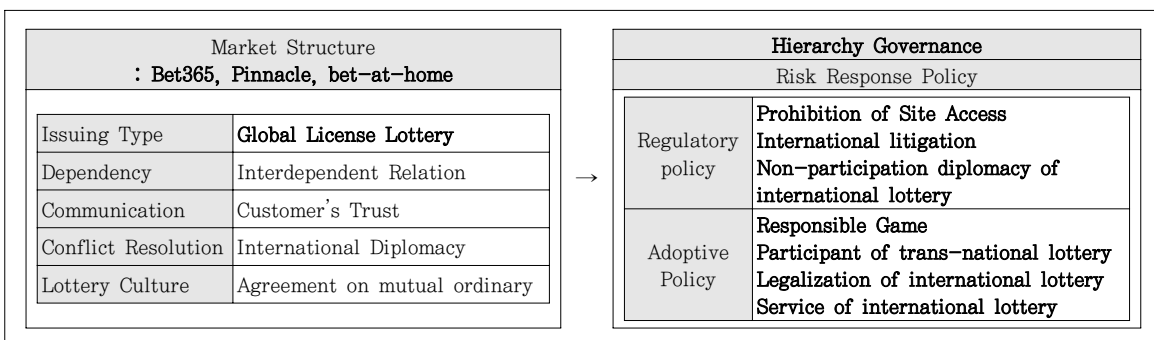 Market Structure
: Bet365, Pinnacle, bet-at-home
Issuing Type Global License Lottery
Dependency Interdependent Relation
Communication Customer's Trust
Conflict Resolution International Diplomacy
Lottery Culture Agreement on mutual ordinary
→
Hierarchy Governance
Risk Response Policy
Regulatory policy
Prohibition of Site Access
International litigation
Non-participation diplomacy of
international lottery
Adoptive Policy
Responsible Game
Participant of trans-national lottery
Legalization of international lottery
Service of international lottery